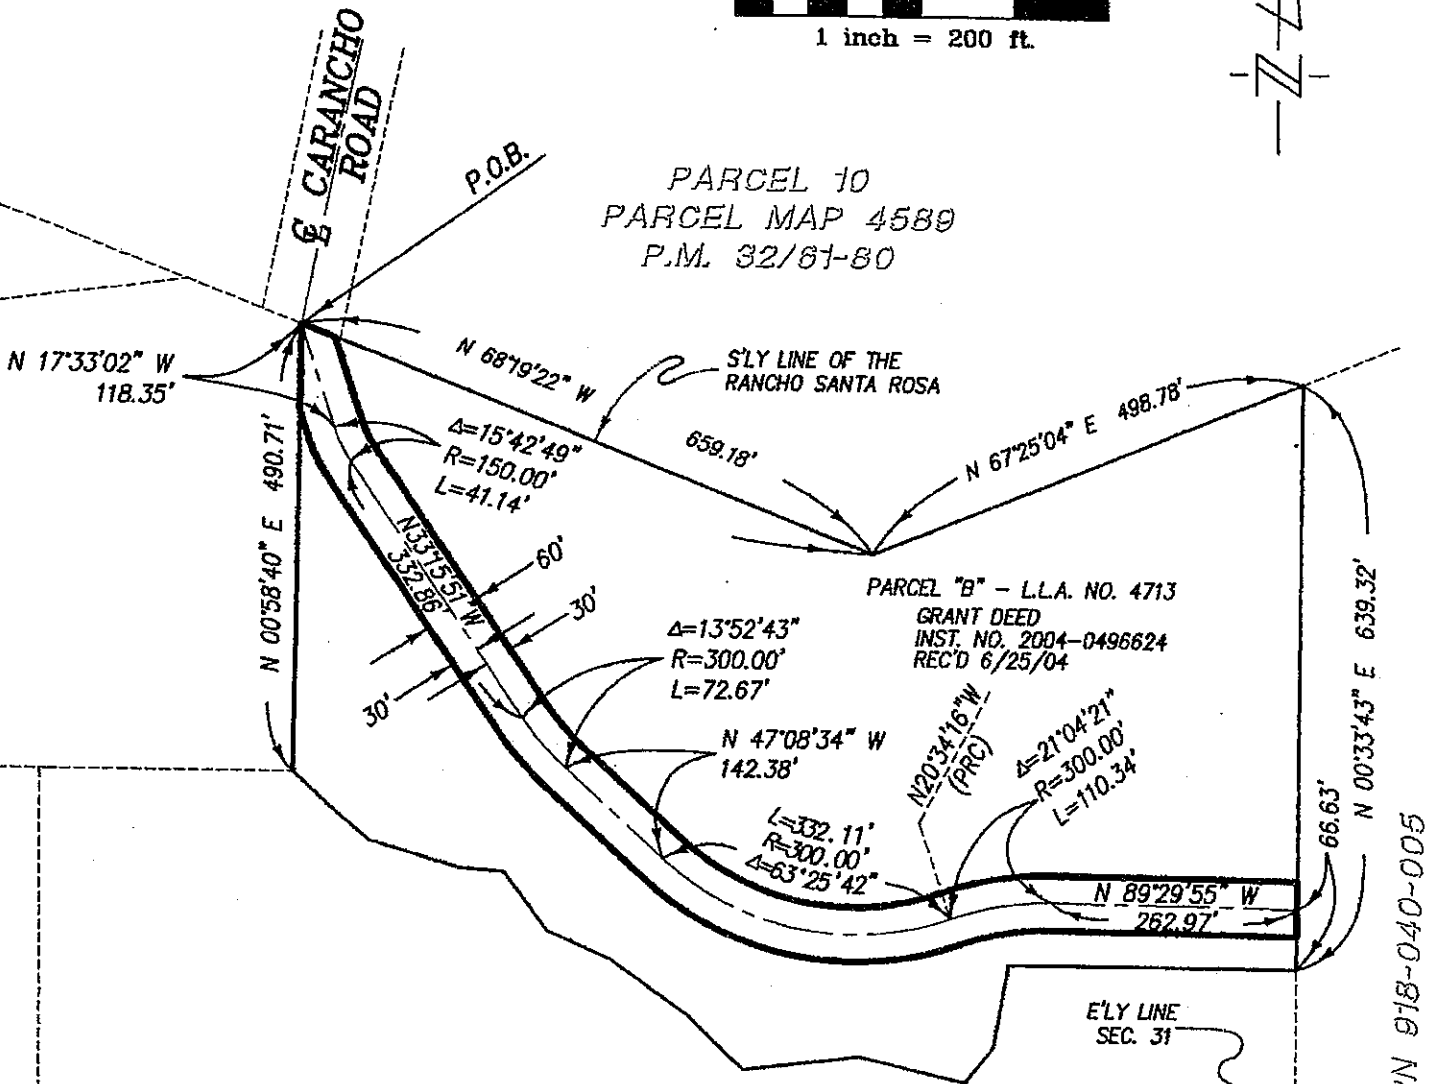 1 inch = 200 ft.
N
℄ CARANCHO
ROAD
P.O.B.
PARCEL 10
PARCEL MAP 4589
P.M. 32/61-80
N 17°33'02" W
118.35'
N 68°19'22" W
659.18'
S'LY LINE OF THE
RANCHO SANTA ROSA
N 67°25'04" E 498.78'
Δ=15°42'49"
R=150.00'
L=41.14'
N 00°58'40" E 490.71'
N33°15'51"W
332.86'
60'
30'
30'
PARCEL "B" - L.L.A. NO. 4713
GRANT DEED
INST. NO. 2004-0496624
REC'D 6/25/04
Δ=13°52'43"
R=300.00'
L=72.67'
N 47°08'34" W
142.38'
N20°34'16"W
(PRC)
Δ=21°04'21"
R=300.00'
L=110.34'
L=332.11'
R=300.00'
Δ=63°25'42"
N 89°29'55" W
262.97'
66.63'
N 00°33'43" E 639.32'
E'LY LINE
SEC. 31
918-040-005